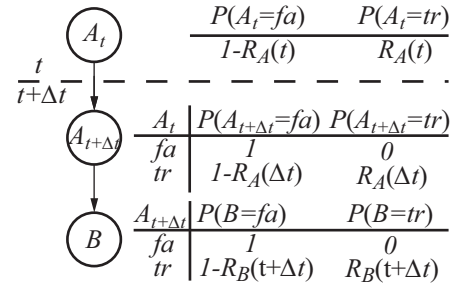 A_t P(A_t=fa) P(A_t=tr)
1-R_A(t) R_A(t)
t
t+Δt
A_t P(A_{t+Δt}=fa) P(A_{t+Δt}=tr)
A_{t+Δt} fa 1 0
tr 1-R_A(Δt) R_A(Δt)
A_{t+Δt} P(B=fa) P(B=tr)
B fa 1 0
tr 1-R_B(t+Δt) R_B(t+Δt)